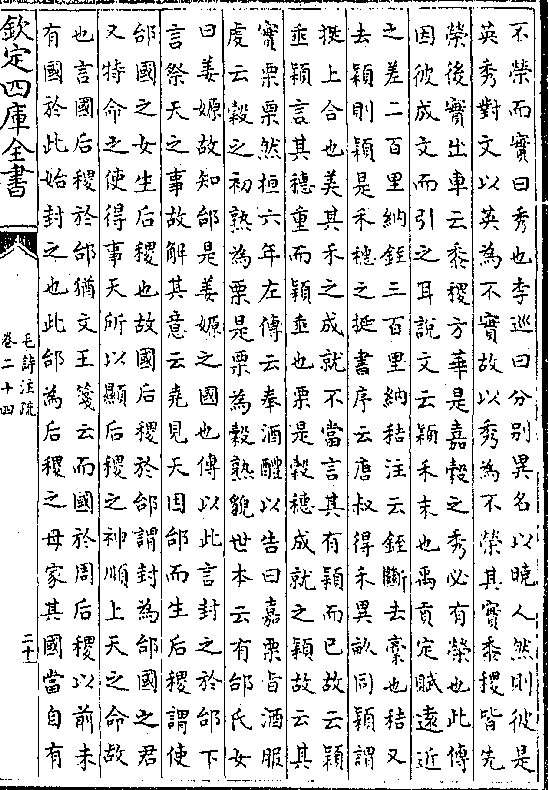 不榮而實曰秀也李巡曰分别異名以曉人然則彼是
英秀對文以英為不實故以秀為不榮其實黍稷皆先
榮後實出車云黍稷方華是嘉榖之秀必有榮也此傳
因彼成文而引之耳說文云穎禾末也禹貢定賦遠近
之差二百里納銍三百里納秸注云銍斷去稾也秸又
去穎則穎是禾穗之挺書序云唐叔得禾異畝同穎謂
挺上合也美其禾之成就不當言其有穎而已故云穎
垂穎言其穗重而穎垂也栗是榖穗成就之穎故云其
實栗栗然桓六年左傳云奉酒醴以告曰嘉栗旨酒服
䖍云榖之初熟為栗是栗為榖熟貌世本云有邰氏女
曰姜嫄故知邰是姜嫄之國也傳以此言封之於邰下
言祭天之事故解其意云堯見天因邰而生后稷謂使
邰國之女生后稷也故國后稷於邰謂封為邰國之君
又特命之使得事天所以顯后稷之神順上天之命故
也言國后稷於邰猶文王箋云而國於周后稷以前未
有國於此始封之也此邰為后稷之母家其國當自有
欽定四庫全書
毛詩注疏
卷二十四
二十